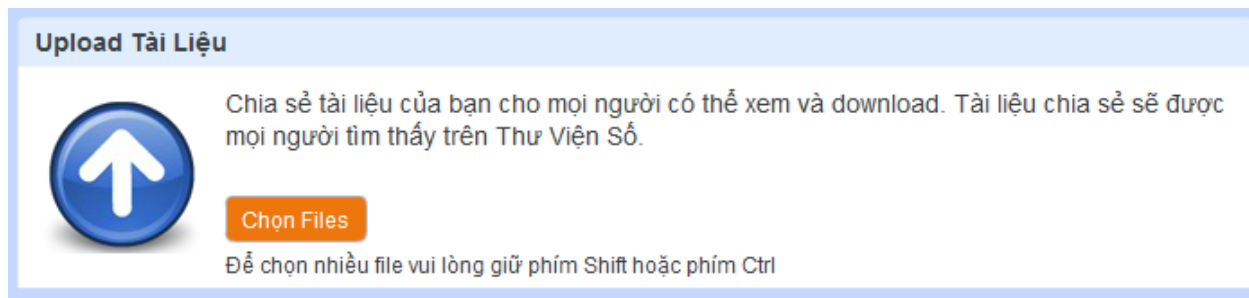 Upload Tài Liệu
Chia sẻ tài liệu của bạn cho mọi người có thể xem và download. Tài liệu chia sẻ sẽ được
mọi người tìm thấy trên Thư Viện Số.
Chọn Files
Để chọn nhiều file vui lòng giữ phím Shift hoặc phím Ctrl